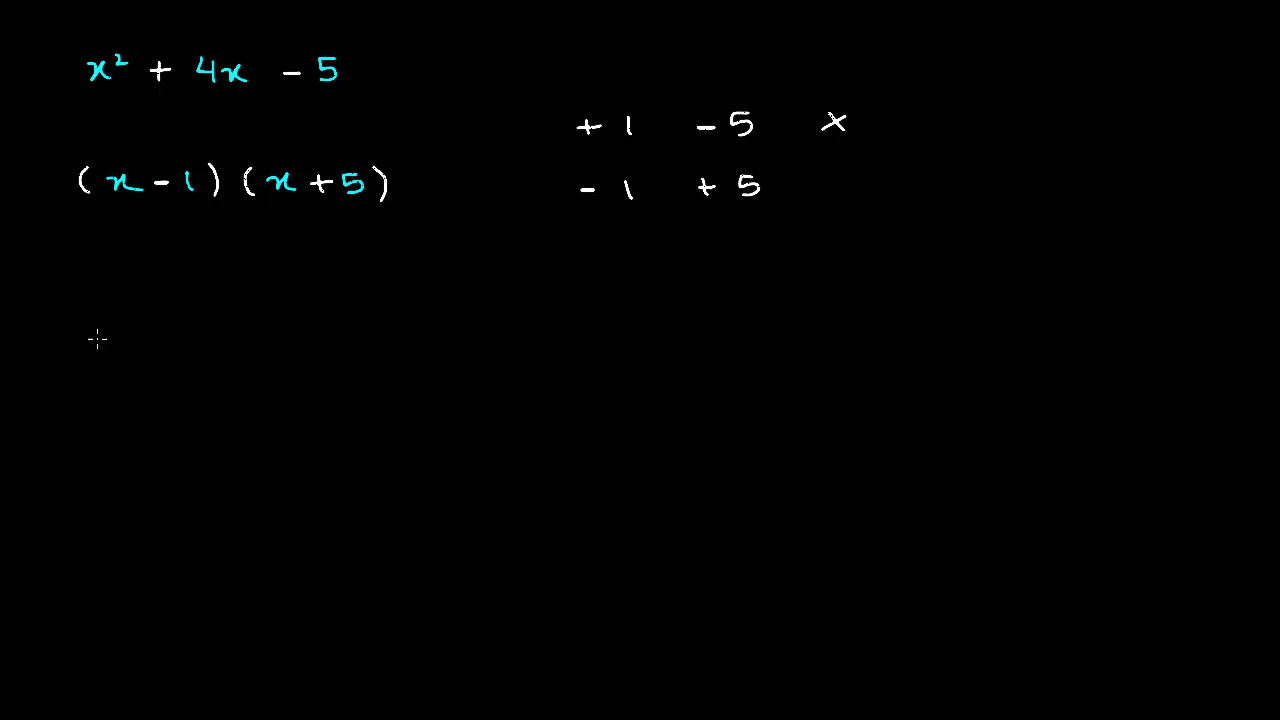 x² + 4x - 5
+ 1 - 5 ×
(x - 1)(x + 5)
- 1 + 5